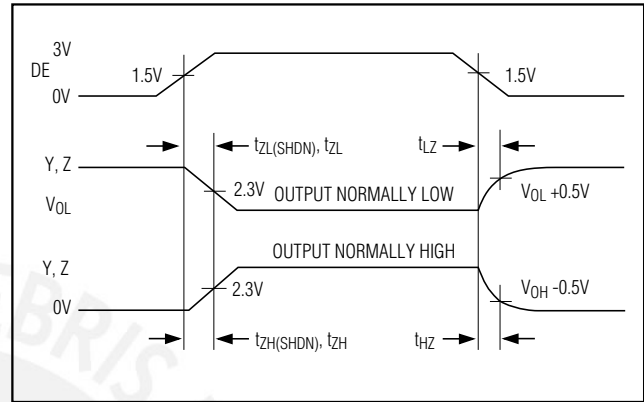 3V
DE
1.5V
1.5V
0V
tZL(SHDN), tZL
tLZ
Y, Z
2.3V
OUTPUT NORMALLY LOW
VOL +0.5V
VOL
OUTPUT NORMALLY HIGH
Y, Z
2.3V
VOH -0.5V
0V
tZH(SHDN), tZH
tHZ
EBRIS